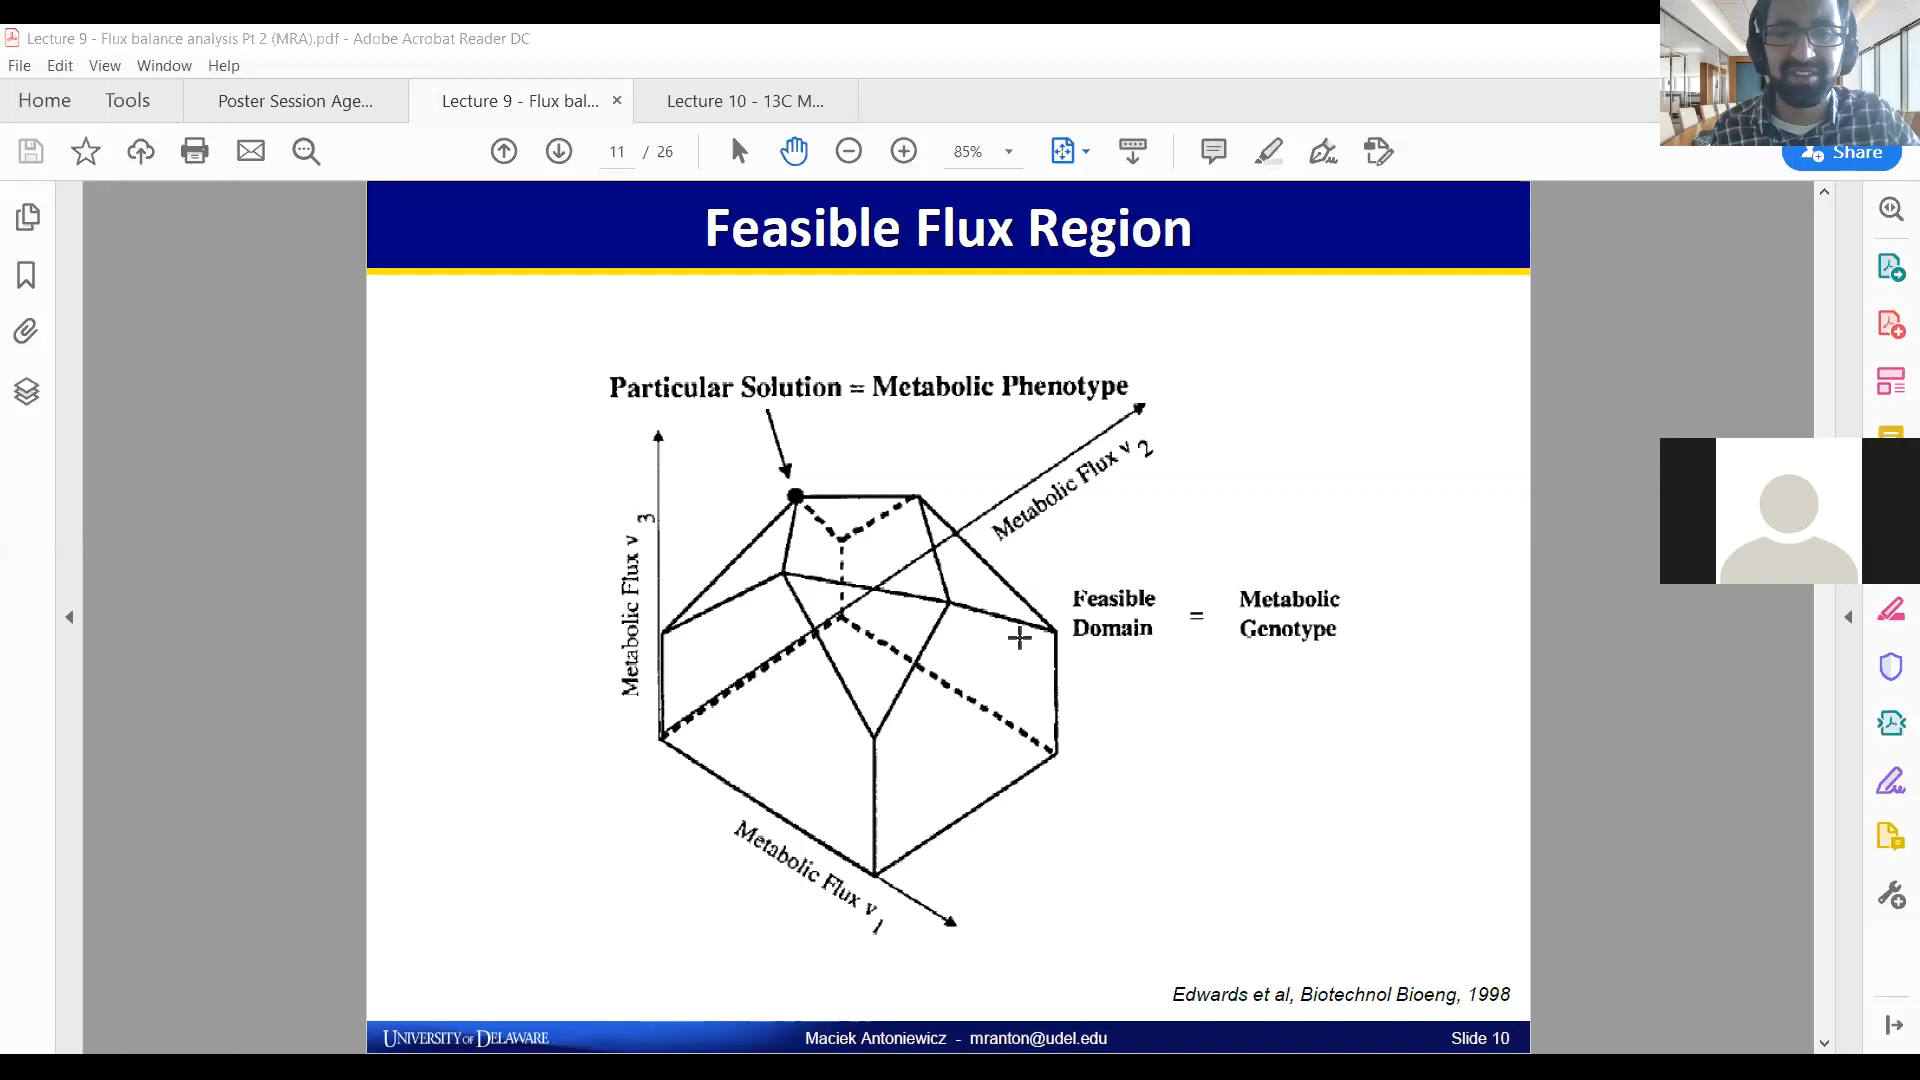 Lecture 9 - Flux balance analysis Pt 2 (MRA).pdf - Adobe Acrobat Reader DC
File Edit View Window Help
Home Tools Poster Session Age... Lecture 9 - Flux bal... × Lecture 10 - 13C M...
11 / 26 85% Share
Feasible Flux Region
Particular Solution = Metabolic Phenotype
Metabolic Flux v3
Metabolic Flux v2
Feasible Domain = Metabolic Genotype
Metabolic Flux v1
Edwards et al, Biotechnol Bioeng, 1998
UNIVERSITY OF DELAWARE Maciek Antoniewicz - mranton@udel.edu Slide 10